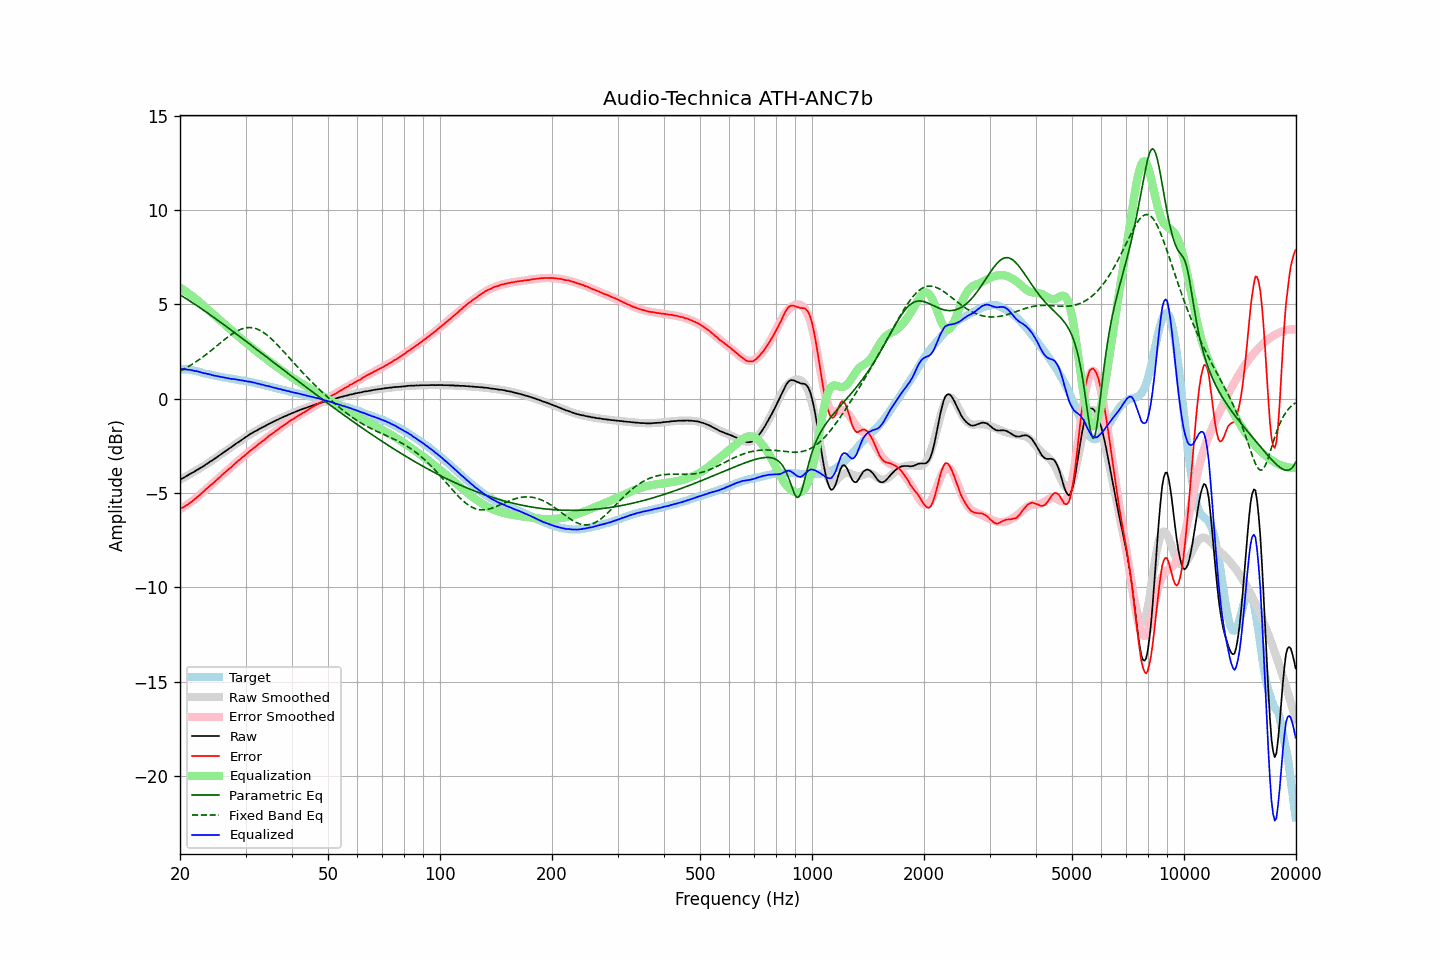 Audio-Technica ATH-ANC7b
Amplitude (dBr)
15
10
5
0
−5
−10
−15
−20
Target
Raw Smoothed
Error Smoothed
Raw
Error
Equalization
Parametric Eq
Fixed Band Eq
Equalized
20 50 100 200 500 1000 2000 5000 10000 20000
Frequency (Hz)